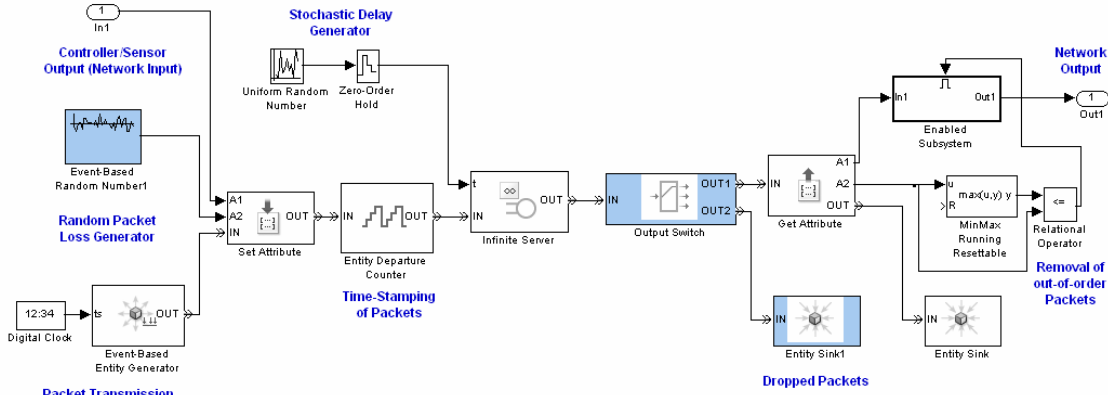 1
In1
Controller/Sensor
Output (Network Input)
Event-Based
Random Number1
Random Packet
Loss Generator
12:34
Digital Clock
ts
OUT
Event-Based
Entity Generator
Packet Transmission
A1
A2
IN
OUT
Set Attribute
Stochastic Delay
Generator
Uniform Random
Number
Zero-Order
Hold
IN
OUT
Entity Departure
Counter
Time-Stamping
of Packets
t
IN
OUT
Infinite Server
IN
OUT1
OUT2
Output Switch
IN
Entity Sink1
Dropped Packets
IN
A1
A2
OUT
Get Attribute
IN
Entity Sink
In1
Out1
Enabled
Subsystem
u
R
max(u,y) y
MinMax
Running
Resettable
<=
Relational
Operator
Removal of
out-of-order
Packets
Network
Output
1
Out1